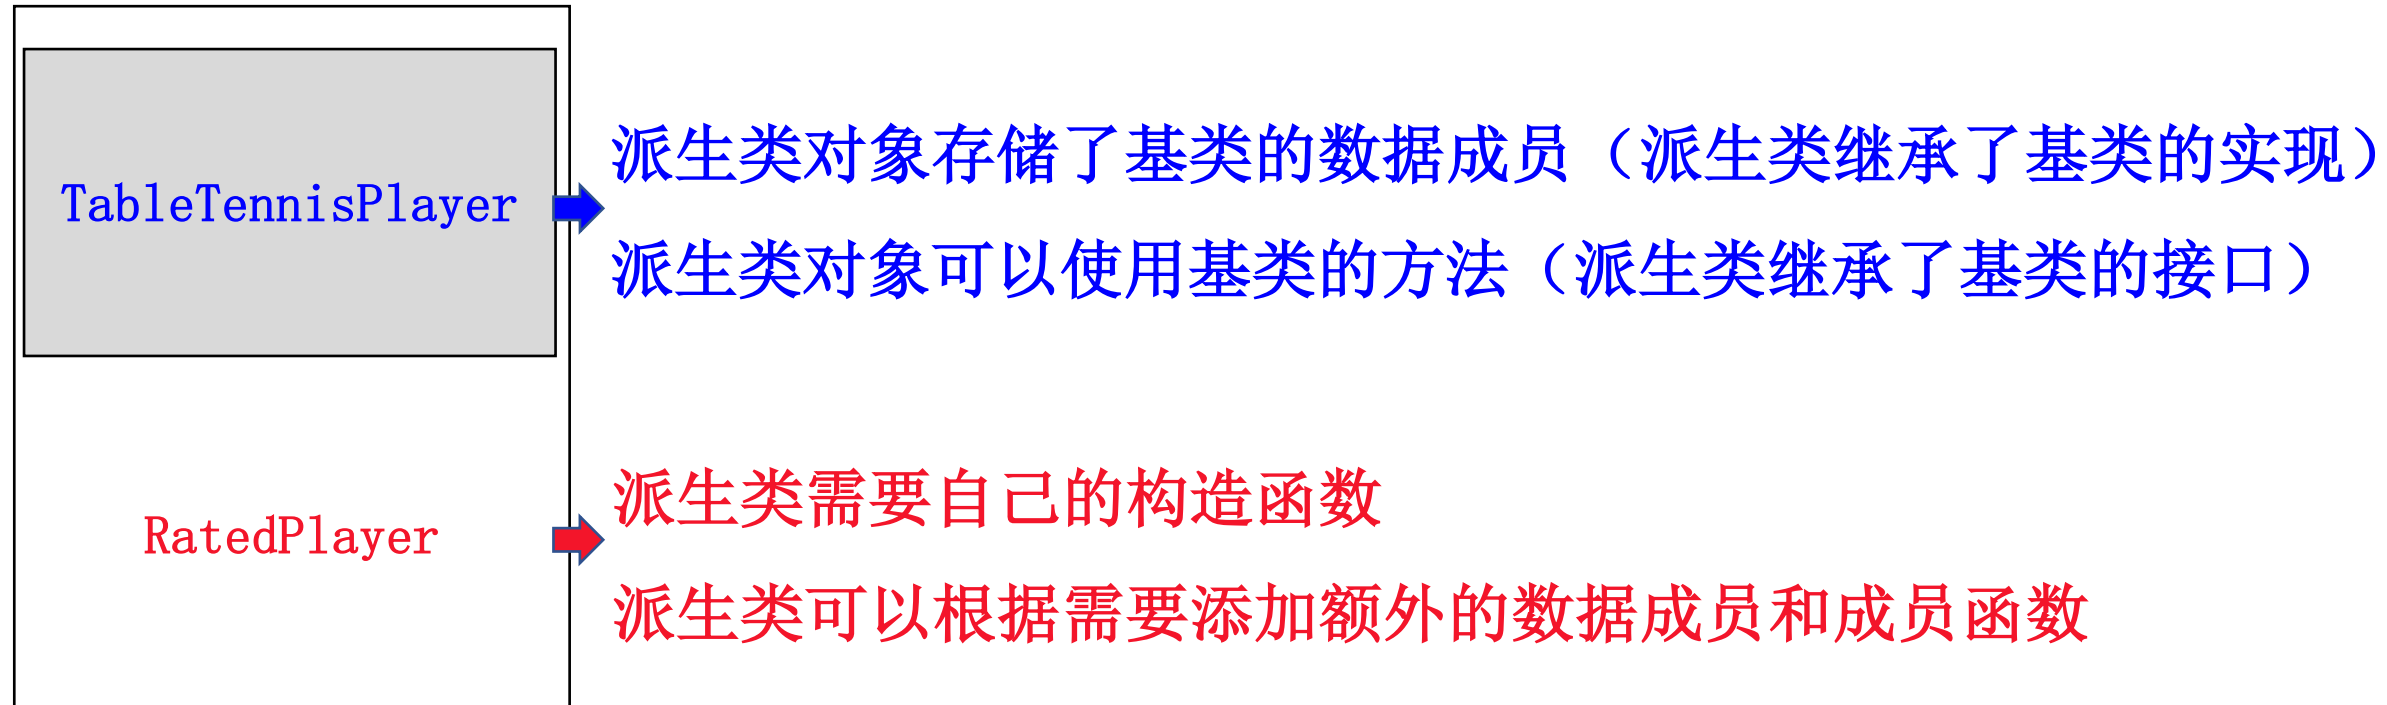 TableTennisPlayer
派生类对象存储了基类的数据成员（派生类继承了基类的实现）
派生类对象可以使用基类的方法（派生类继承了基类的接口）
RatedPlayer
派生类需要自己的构造函数
派生类可以根据需要添加额外的数据成员和成员函数